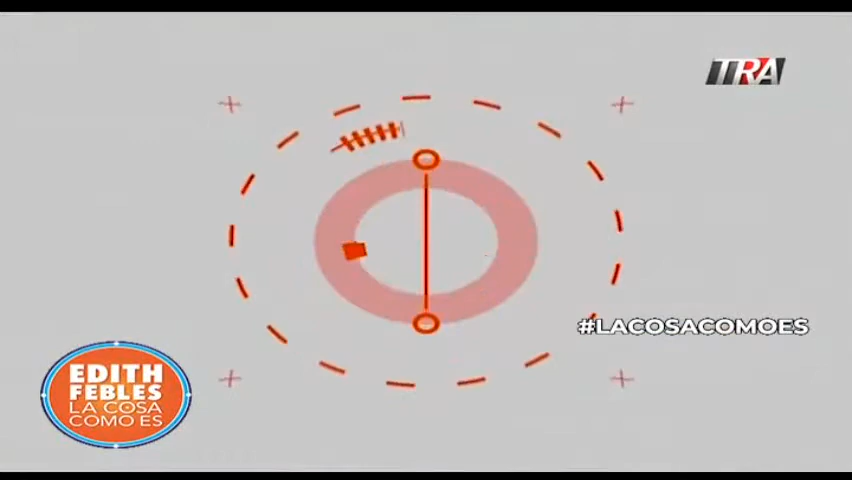 TRA
#LACOSACOMOES
EDITH
FEBLES
LA COSA
COMO ES